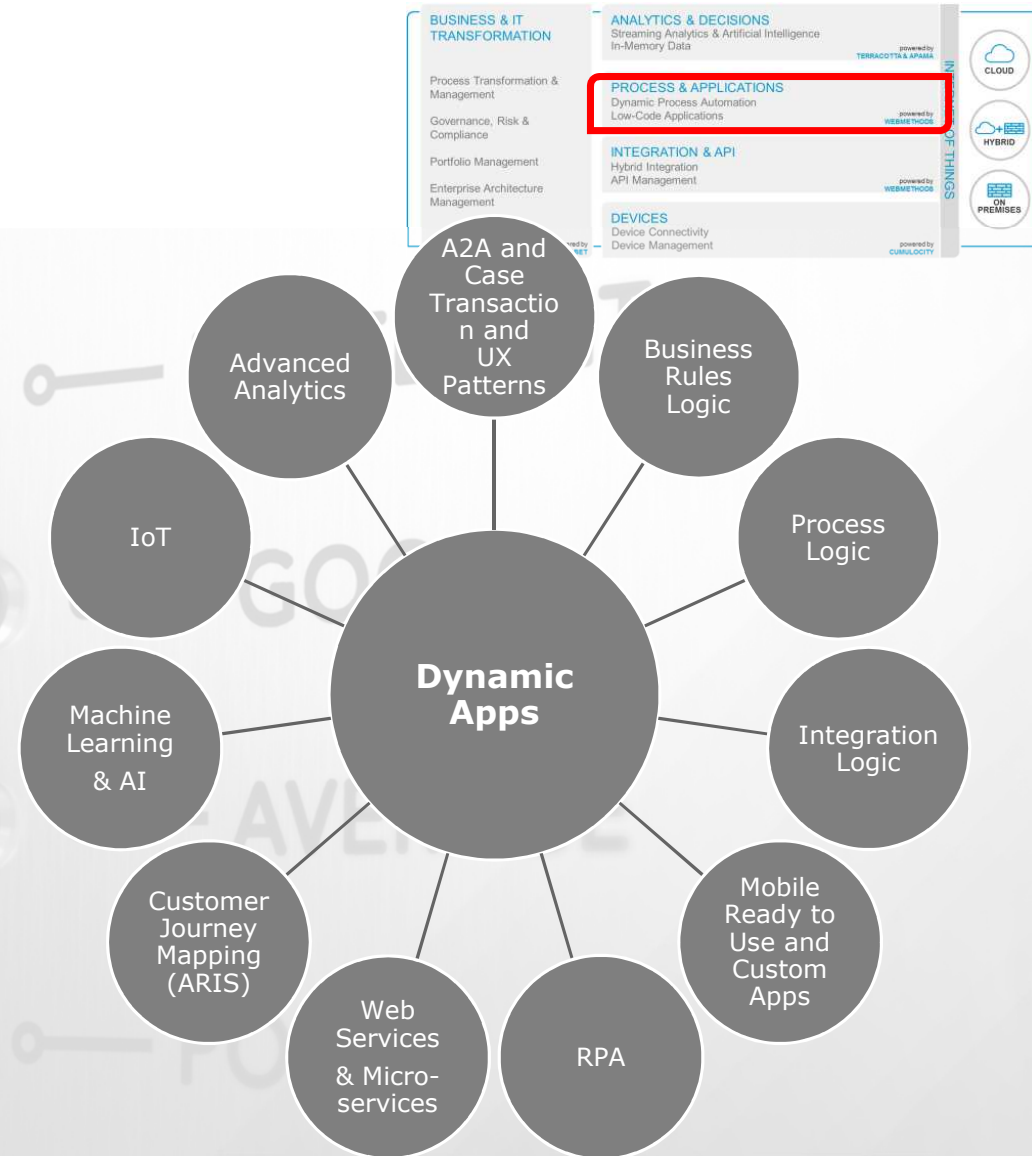 BUSINESS & IT
TRANSFORMATION
Process Transformation &
Management
Governance, Risk &
Compliance
Portfolio Management
Enterprise Architecture
Management
ANALYTICS & DECISIONS
Streaming Analytics & Artificial Intelligence
In-Memory Data
powered by
TERRACOTTA & APAMA
PROCESS & APPLICATIONS
Dynamic Process Automation
Low-Code Applications
powered by
WEBMETHODS
INTEGRATION & API
Hybrid Integration
API Management
powered by
WEBMETHODS
DEVICES
Device Connectivity
Device Management
powered by
CUMULOCITY
INTERNET OF THINGS
CLOUD
HYBRID
ON
PREMISES
A2A and
Case
Transactio
n and
UX
Patterns
Business
Rules
Logic
Process
Logic
Integration
Logic
Mobile
Ready to
Use and
Custom
Apps
RPA
Web
Services
& Micro-
services
Customer
Journey
Mapping
(ARIS)
Machine
Learning
& AI
IoT
Advanced
Analytics
Dynamic
Apps